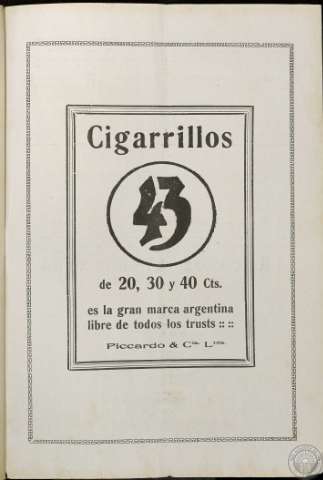 Cigarrillos
43
de 20, 30 y 40 Cts.
es la gran marca argentina
libre de todos los trusts :: ::
Piccardo & Cía. Ltda.